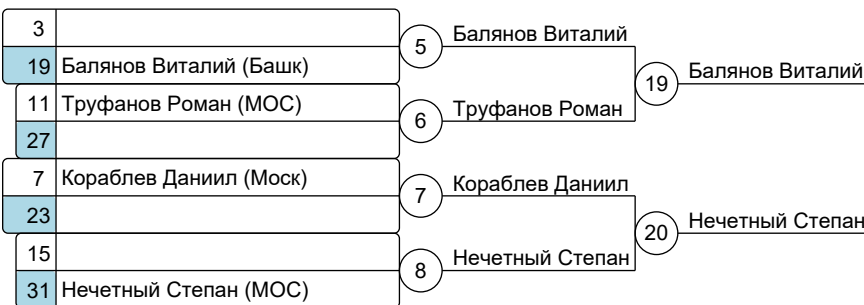 3
5
Балянов Виталий
19 Балянов Виталий (Башк)
19
Балянов Виталий
11 Труфанов Роман (МОС)
6
Труфанов Роман
27
7 Кораблев Даниил (Моск)
7
Кораблев Даниил
23
20
Нечетный Степан
15
8
Нечетный Степан
31 Нечетный Степан (МОС)